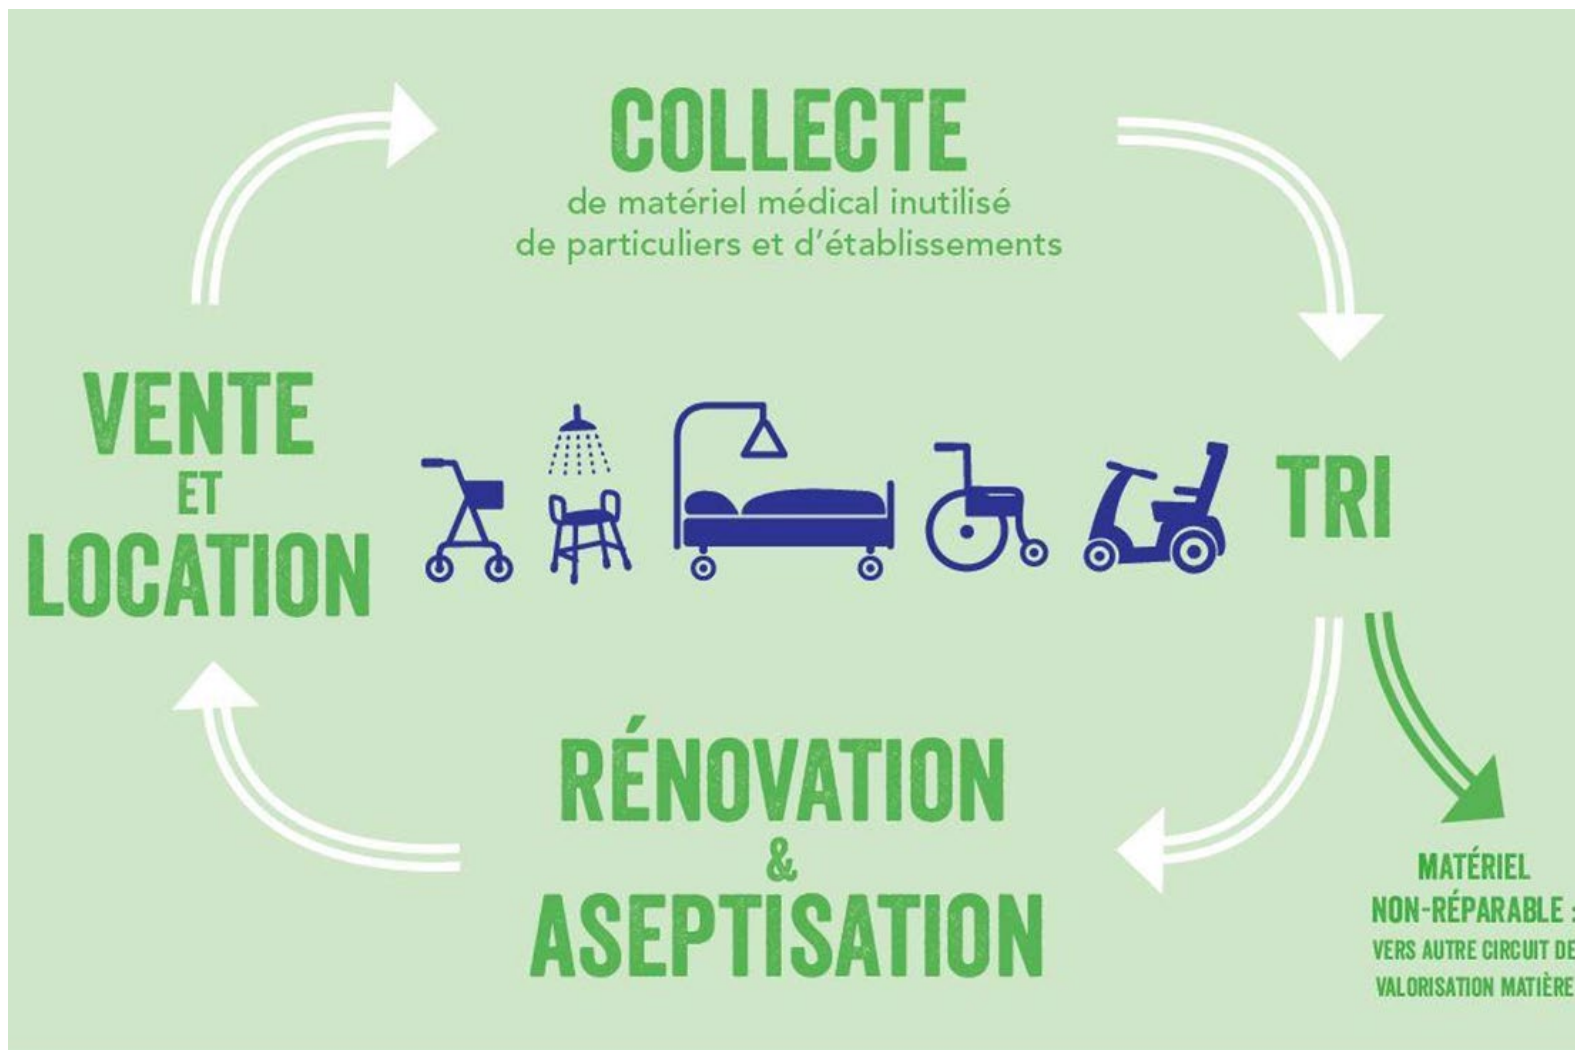 COLLECTE
de matériel médical inutilisé
de particuliers et d'établissements
VENTE
ET
LOCATION
TRI
RÉNOVATION
&
ASEPTISATION
MATÉRIEL
NON-RÉPARABLE :
VERS AUTRE CIRCUIT DE
VALORISATION MATIÈRE